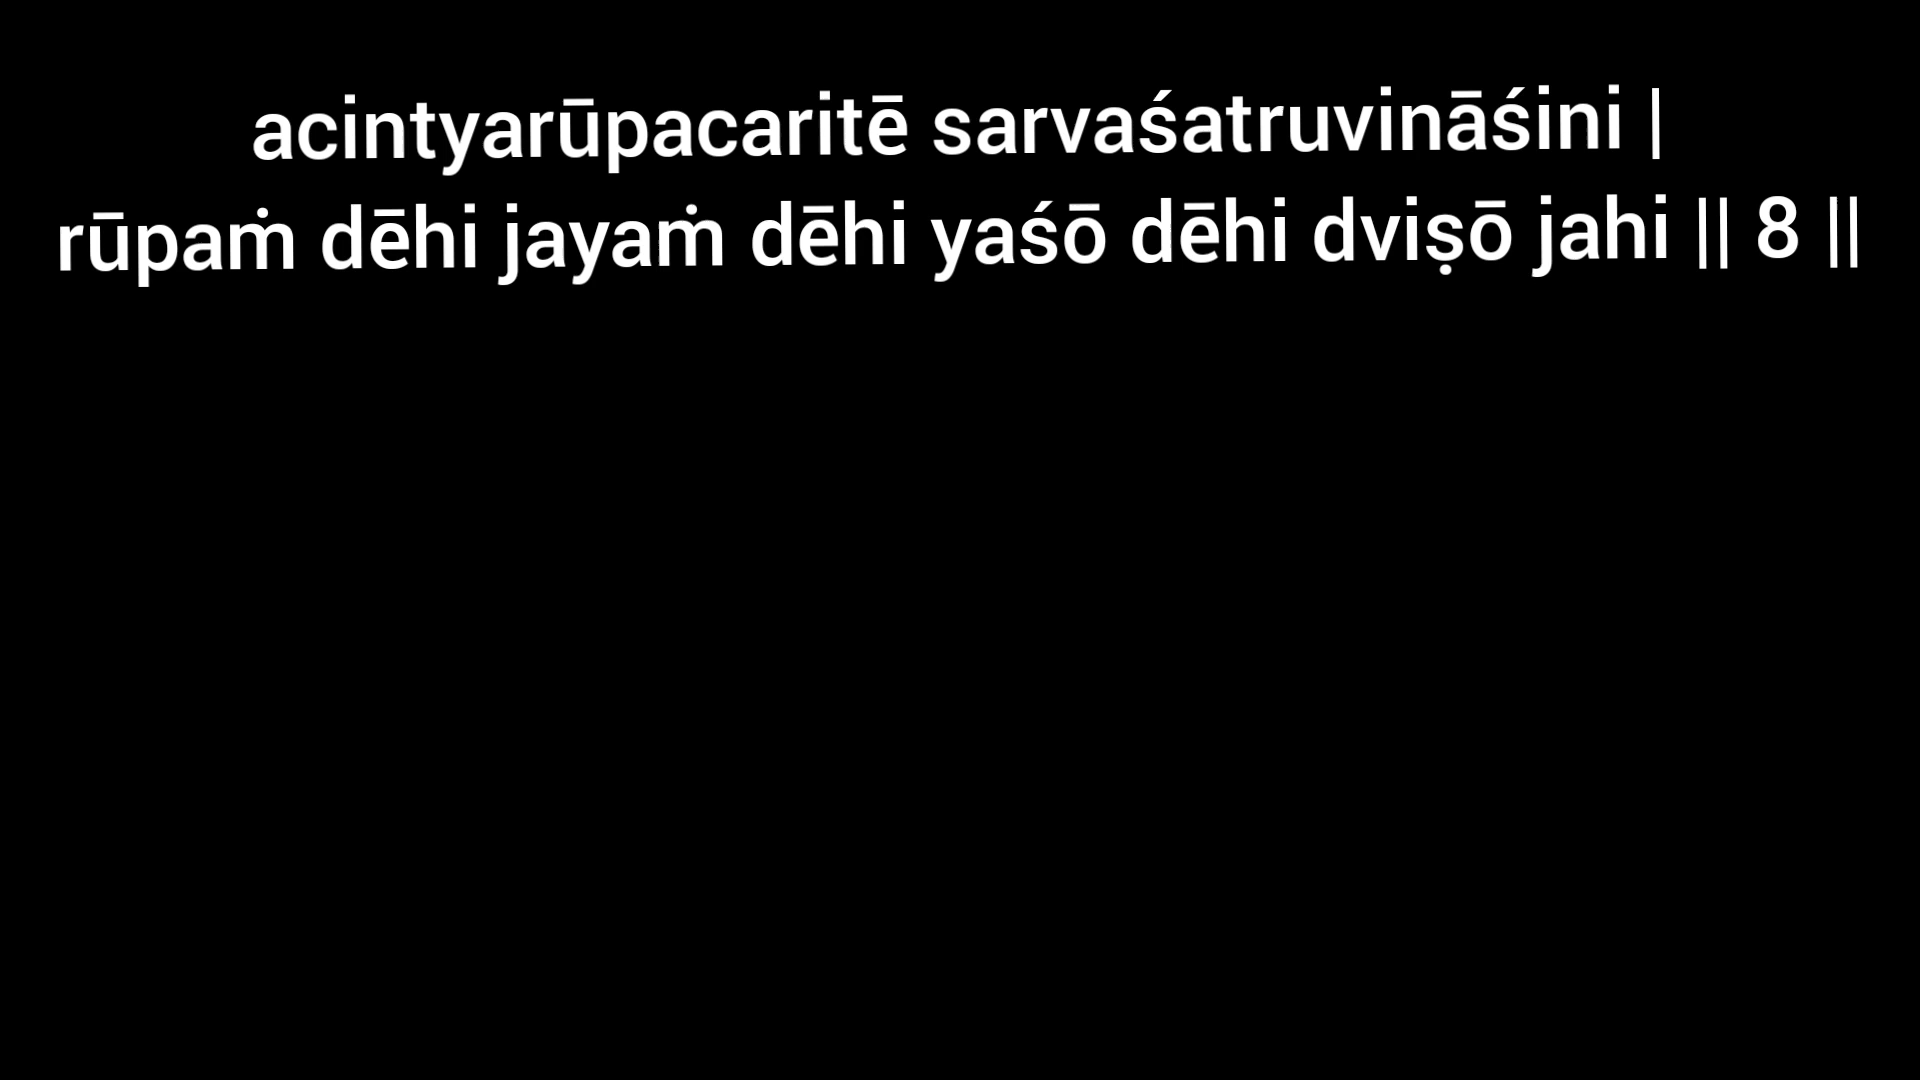 acintyarūpacaritē sarvaśatruvināśini |
rūpaṁ dēhi jayaṁ dēhi yaśō dēhi dviṣō jahi || 8 ||